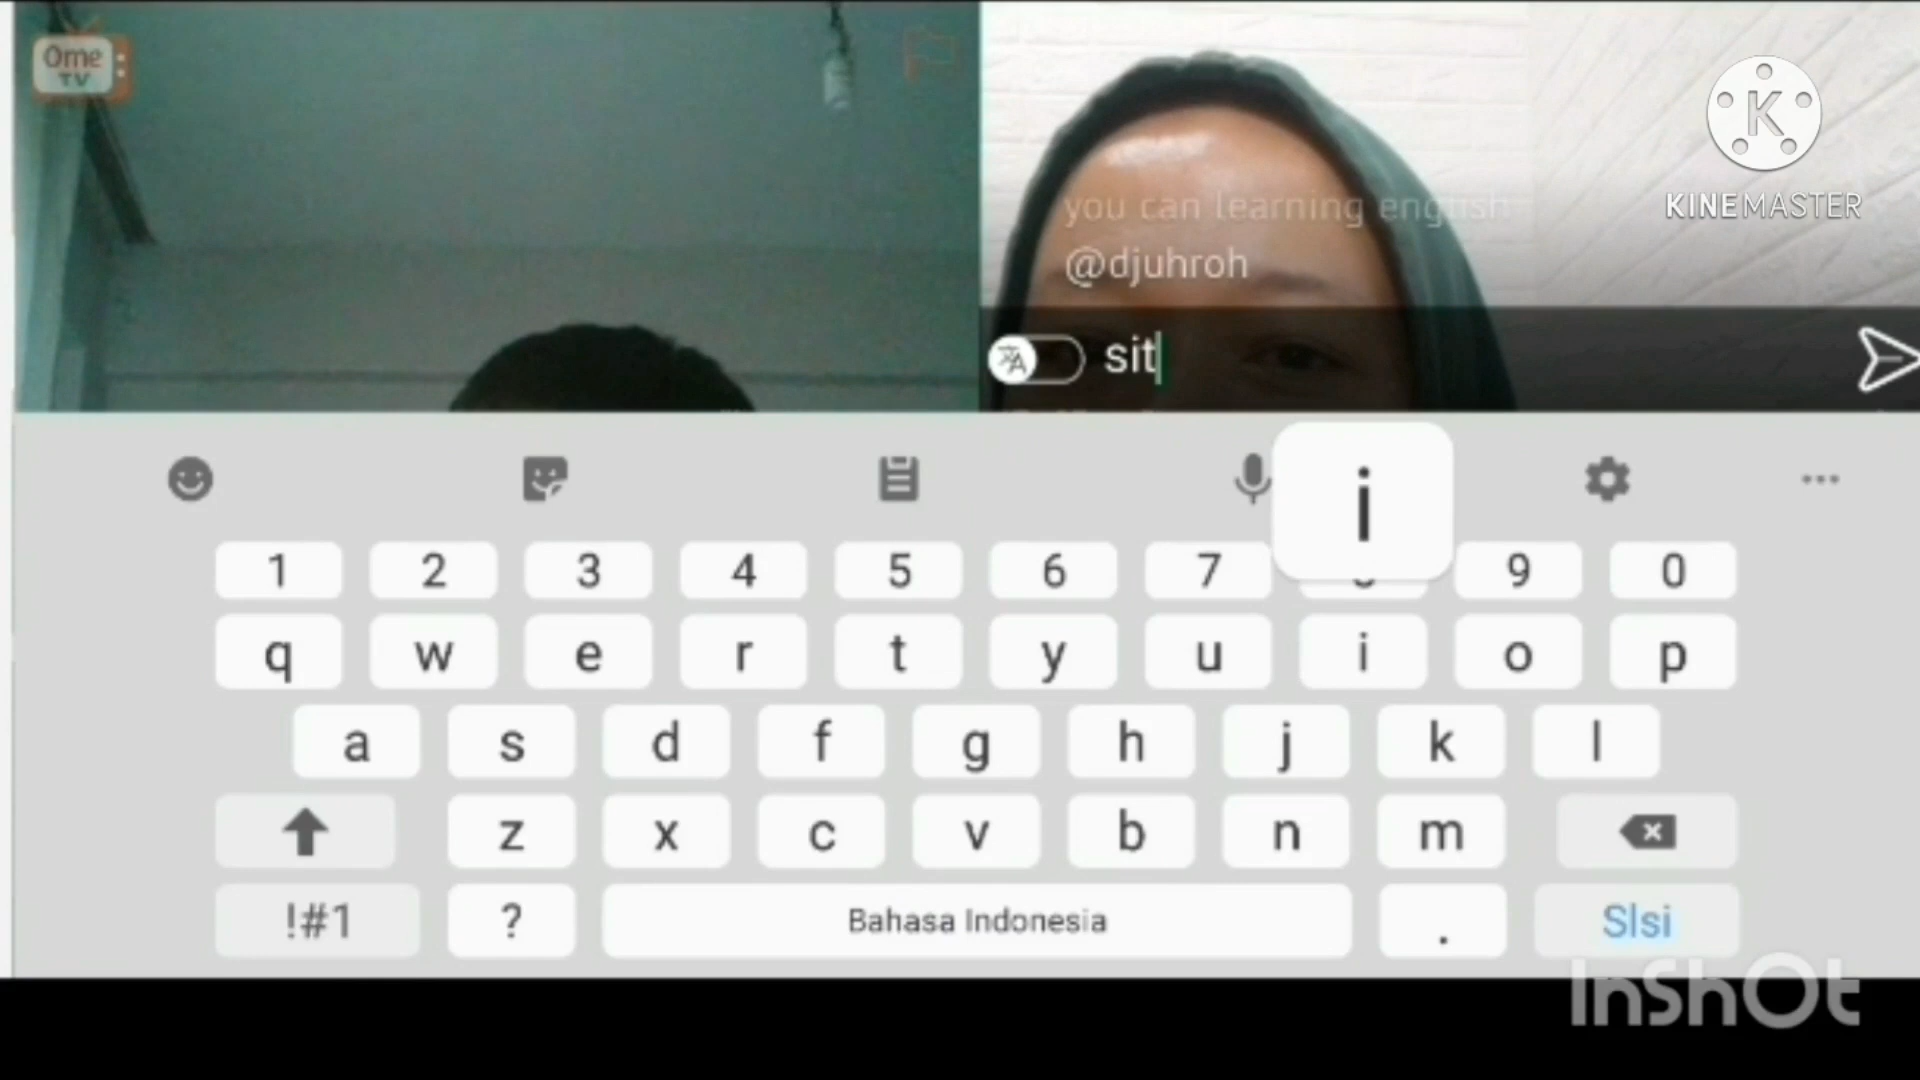 Ome
TV
K
KINEMASTER
you can learning english
@djuhroh
sit
i
1 2 3 4 5 6 7 9 0
q w e r t y u i o p
a s d f g h j k l
z x c v b n m
!#1 ? Bahasa Indonesia . Slsi
InShOt